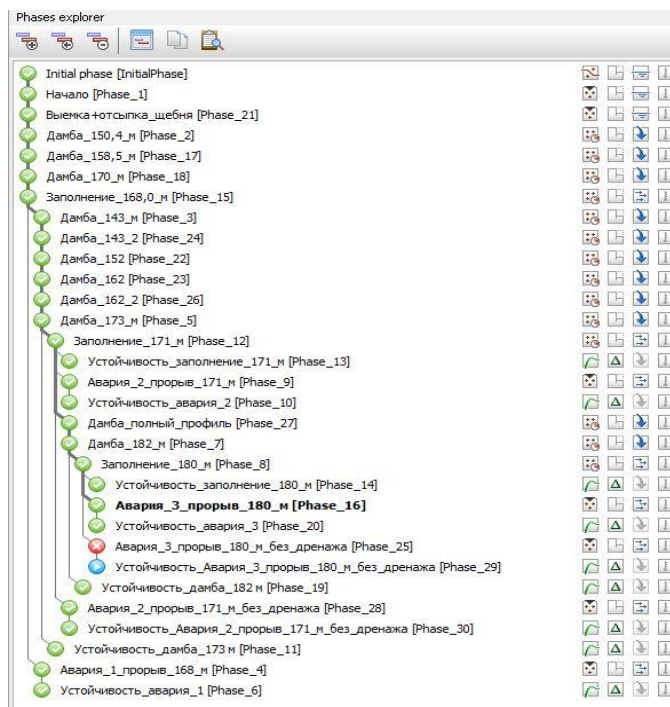 Phases explorer
Initial phase [InitialPhase]
Начало [Phase_1]
Выемка+отсыпка_щебня [Phase_21]
Дамба_150,4_м [Phase_2]
Дамба_158,5_м [Phase_17]
Дамба_170_м [Phase_18]
Заполнение_168,0_м [Phase_15]
Дамба_143_м [Phase_3]
Дамба_143_2 [Phase_24]
Дамба_152 [Phase_22]
Дамба_162 [Phase_23]
Дамба_162_2 [Phase_26]
Дамба_173_м [Phase_5]
Заполнение_171_м [Phase_12]
Устойчивость_заполнение_171_м [Phase_13]
Авария_2_прорыв_171_м [Phase_9]
Устойчивость_авария_2 [Phase_10]
Дамба_полный_профиль [Phase_27]
Дамба_182_м [Phase_7]
Заполнение_180_м [Phase_8]
Устойчивость_заполнение_180_м [Phase_14]
Авария_3_прорыв_180_м [Phase_16]
Устойчивость_авария_3 [Phase_20]
Авария_3_прорыв_180_м_без_дренажа [Phase_25]
Устойчивость_Авария_3_прорыв_180_м_без_дренажа [Phase_29]
Устойчивость_дамба_182 м [Phase_19]
Авария_2_прорыв_171_м_без_дренажа [Phase_28]
Устойчивость_Авария_2_прорыв_171_м_без_дренажа [Phase_30]
Устойчивость_дамба_173 м [Phase_11]
Авария_1_прорыв_168_м [Phase_4]
Устойчивость_авария_1 [Phase_6]